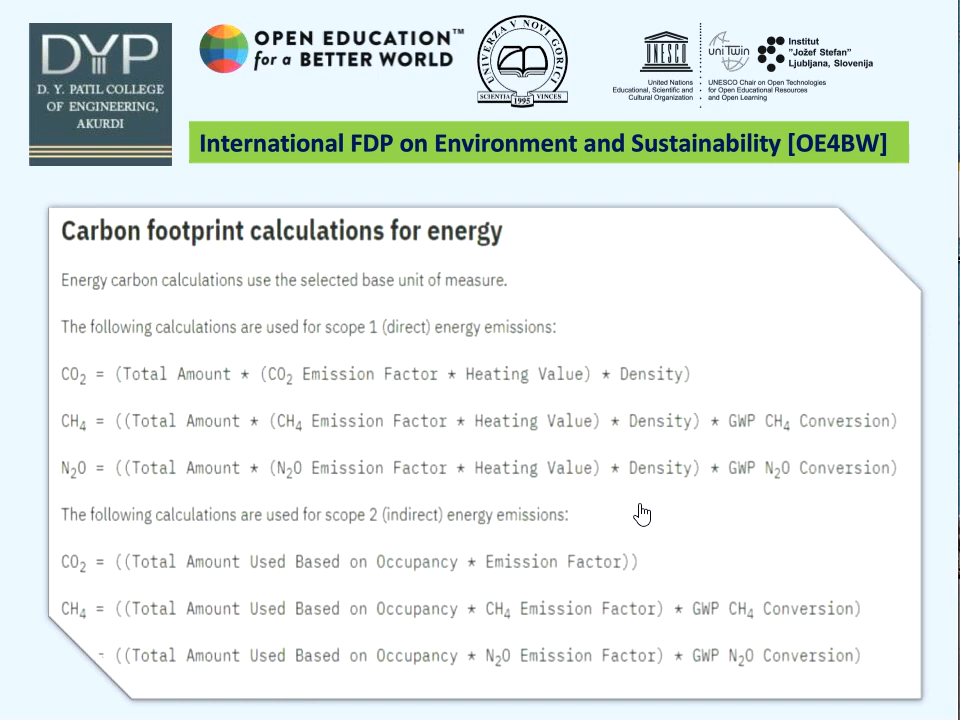 DYP
D. Y. PATIL COLLEGE
OF ENGINEERING,
AKURDI
OPEN EDUCATION™
for a BETTER WORLD
UNIVERZA V NOVI GORICI
SCIENTIA VINCES
1995
UNESCO
United Nations
Educational, Scientific and
Cultural Organization
uniTwin
Institut
"Jožef Stefan"
Ljubljana, Slovenija
UNESCO Chair on Open Technologies
for Open Educational Resources
and Open Learning
International FDP on Environment and Sustainability [OE4BW]
Carbon footprint calculations for energy
Energy carbon calculations use the selected base unit of measure.
The following calculations are used for scope 1 (direct) energy emissions:
CO₂ = (Total Amount * (CO₂ Emission Factor * Heating Value) * Density)
CH₄ = ((Total Amount * (CH₄ Emission Factor * Heating Value) * Density) * GWP CH₄ Conversion)
N₂O = ((Total Amount * (N₂O Emission Factor * Heating Value) * Density) * GWP N₂O Conversion)
The following calculations are used for scope 2 (indirect) energy emissions:
CO₂ = ((Total Amount Used Based on Occupancy * Emission Factor))
CH₄ = ((Total Amount Used Based on Occupancy * CH₄ Emission Factor) * GWP CH₄ Conversion)
= ((Total Amount Used Based on Occupancy * N₂O Emission Factor) * GWP N₂O Conversion)